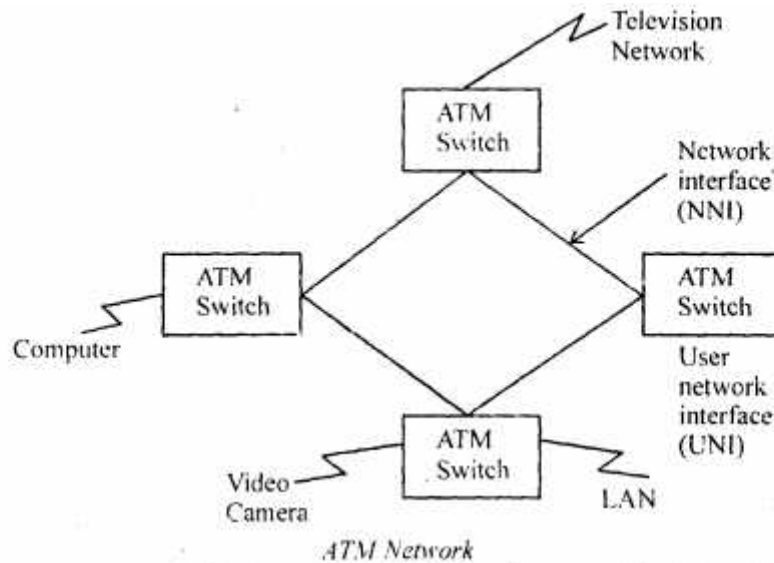 Television
Network
ATM
Switch
Network
interface
(NNI)
ATM
Switch
ATM
Switch
Computer
User
network
interface
(UNI)
ATM
Switch
Video
Camera
LAN
ATM Network